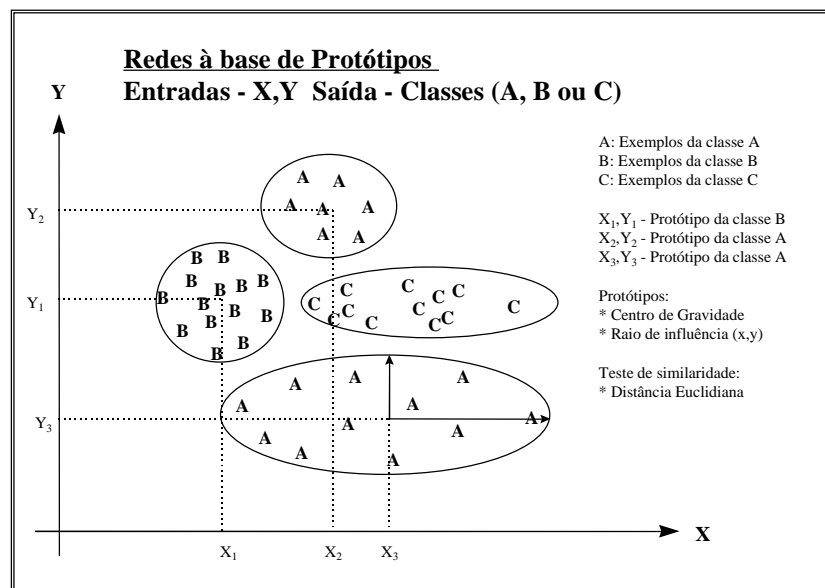 Redes à base de Protótipos
Entradas - X,Y Saída - Classes (A, B ou C)
Y
A: Exemplos da classe A
B: Exemplos da classe B
C: Exemplos da classe C
X1,Y1 - Protótipo da classe B
X2,Y2 - Protótipo da classe A
X3,Y3 - Protótipo da classe A
Protótipos:
* Centro de Gravidade
* Raio de influência (x,y)
Teste de similaridade:
* Distância Euclidiana
A A
A A A
A A
Y2
B B
B B B B
B B B
B B B
B B
Y1
C C C C
C C C C
C C C C
A A A
A A A
A A A
A A A
Y3
X
X1 X2 X3